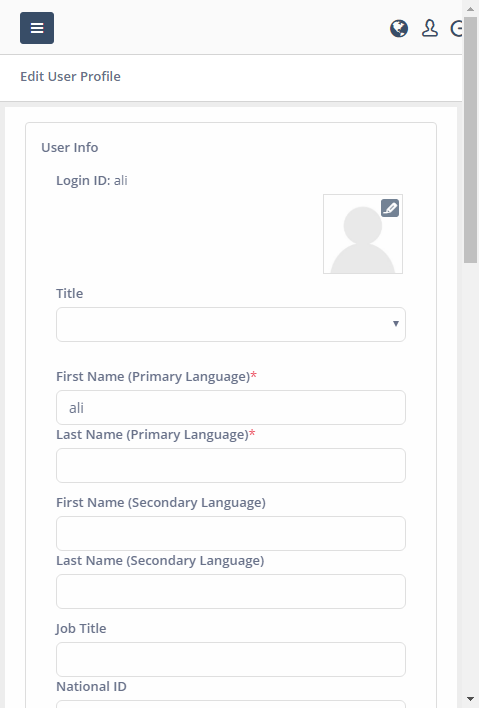 Edit User Profile
User Info
Login ID: ali
Title
First Name (Primary Language)*
ali
Last Name (Primary Language)*
First Name (Secondary Language)
Last Name (Secondary Language)
Job Title
National ID